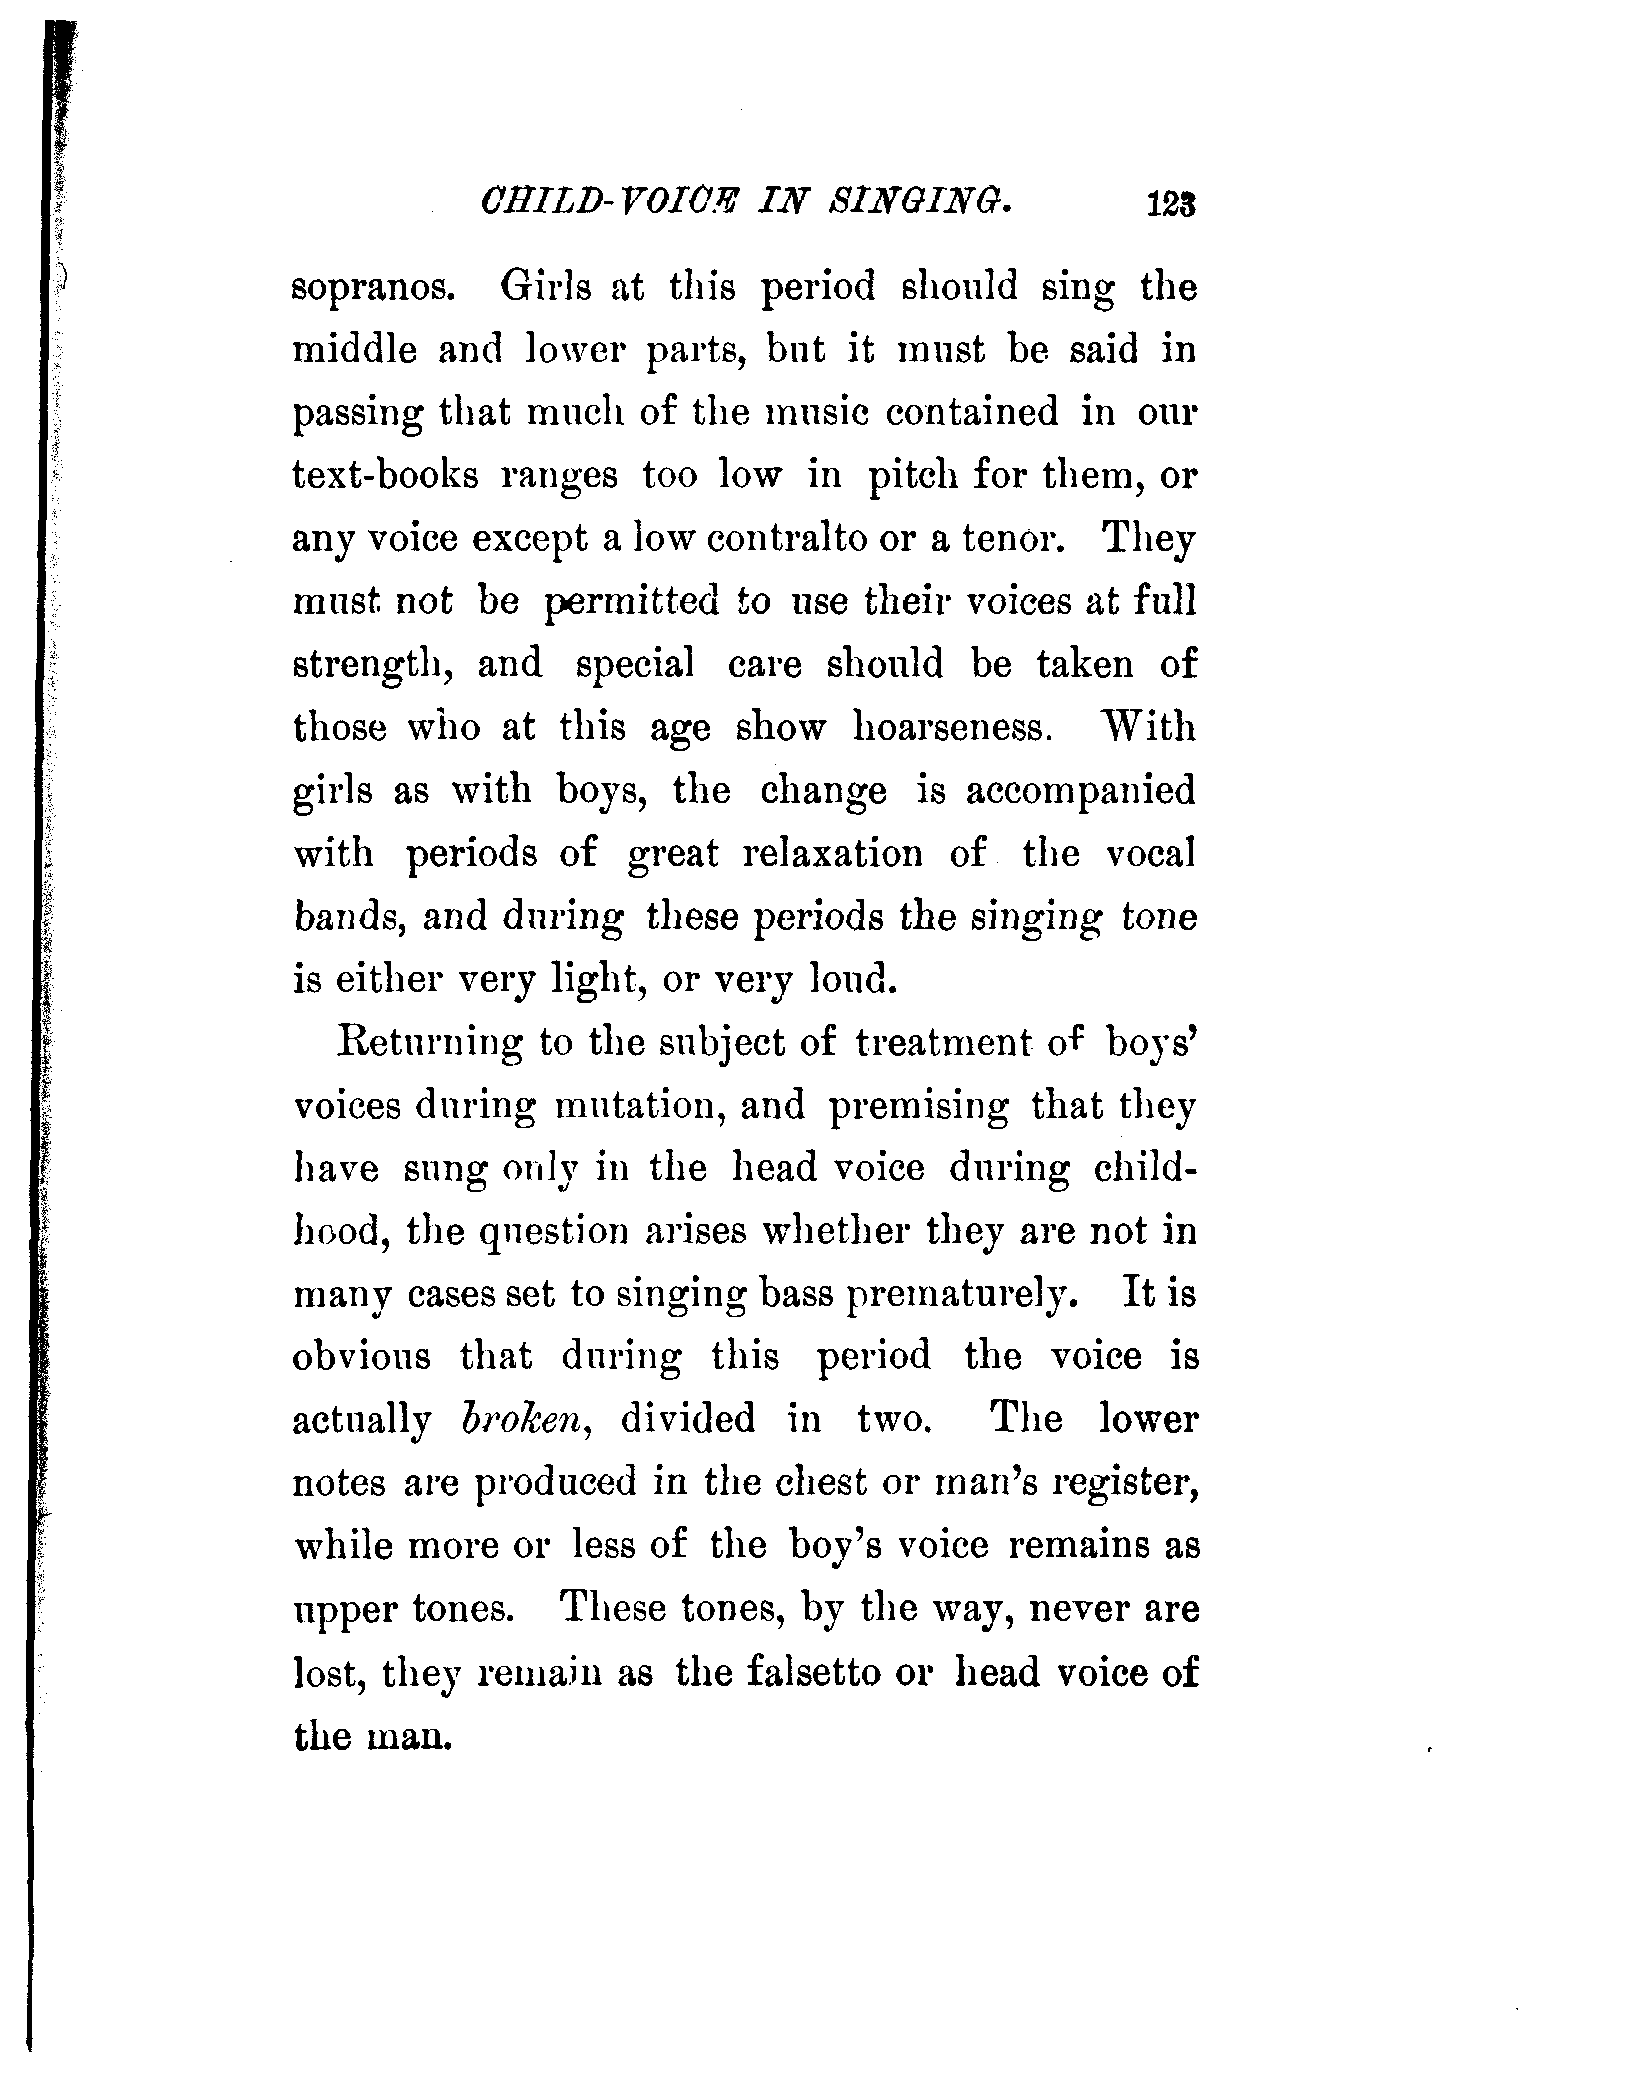 CHILD-VOICE IN SINGING. 123
sopranos. Girls at this period should sing the
middle and lower parts, but it must be said in
passing that much of the music contained in our
text-books ranges too low in pitch for them, or
any voice except a low contralto or a tenor. They
must not be permitted to use their voices at full
strength, and special care should be taken of
those who at this age show hoarseness. With
girls as with boys, the change is accompanied
with periods of great relaxation of the vocal
bands, and during these periods the singing tone
is either very light, or very loud.
Returning to the subject of treatment of boys'
voices during mutation, and premising that they
have sung only in the head voice during child-
hood, the question arises whether they are not in
many cases set to singing bass prematurely. It is
obvious that during this period the voice is
actually broken, divided in two. The lower
notes are produced in the chest or man's register,
while more or less of the boy's voice remains as
upper tones. These tones, by the way, never are
lost, they remain as the falsetto or head voice of
the man.